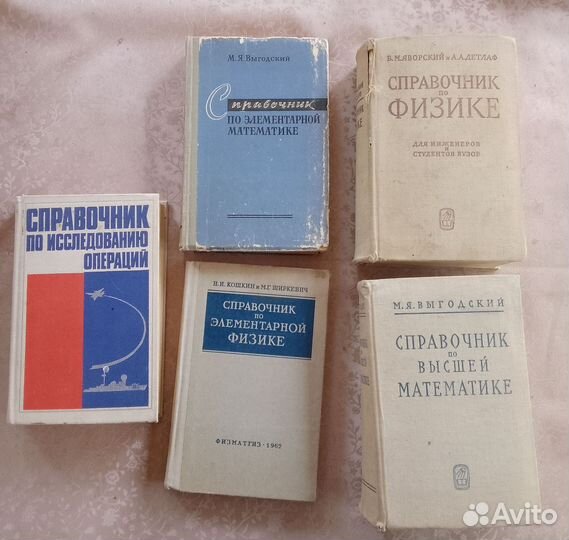 М. Я. Выгодский
Справочник
ПО ЭЛЕМЕНТАРНОЙ
МАТЕМАТИКЕ
Б. М. ЯВОРСКИЙ и А. А. ДЕТЛАФ
СПРАВОЧНИК
по
ФИЗИКЕ
ДЛЯ ИНЖЕНЕРОВ
И
СТУДЕНТОВ ВУЗОВ
СПРАВОЧНИК
ПО ИССЛЕДОВАНИЮ
ОПЕРАЦИЙ
Н. И. КОШКИН и М. Г. ШИРКЕВИЧ
СПРАВОЧНИК
ПО
ЭЛЕМЕНТАРНОЙ
ФИЗИКЕ
ФИЗМАТГИЗ · 1962
М. Я. ВЫГОДСКИЙ
СПРАВОЧНИК
по
ВЫСШЕЙ
МАТЕМАТИКЕ
Avito